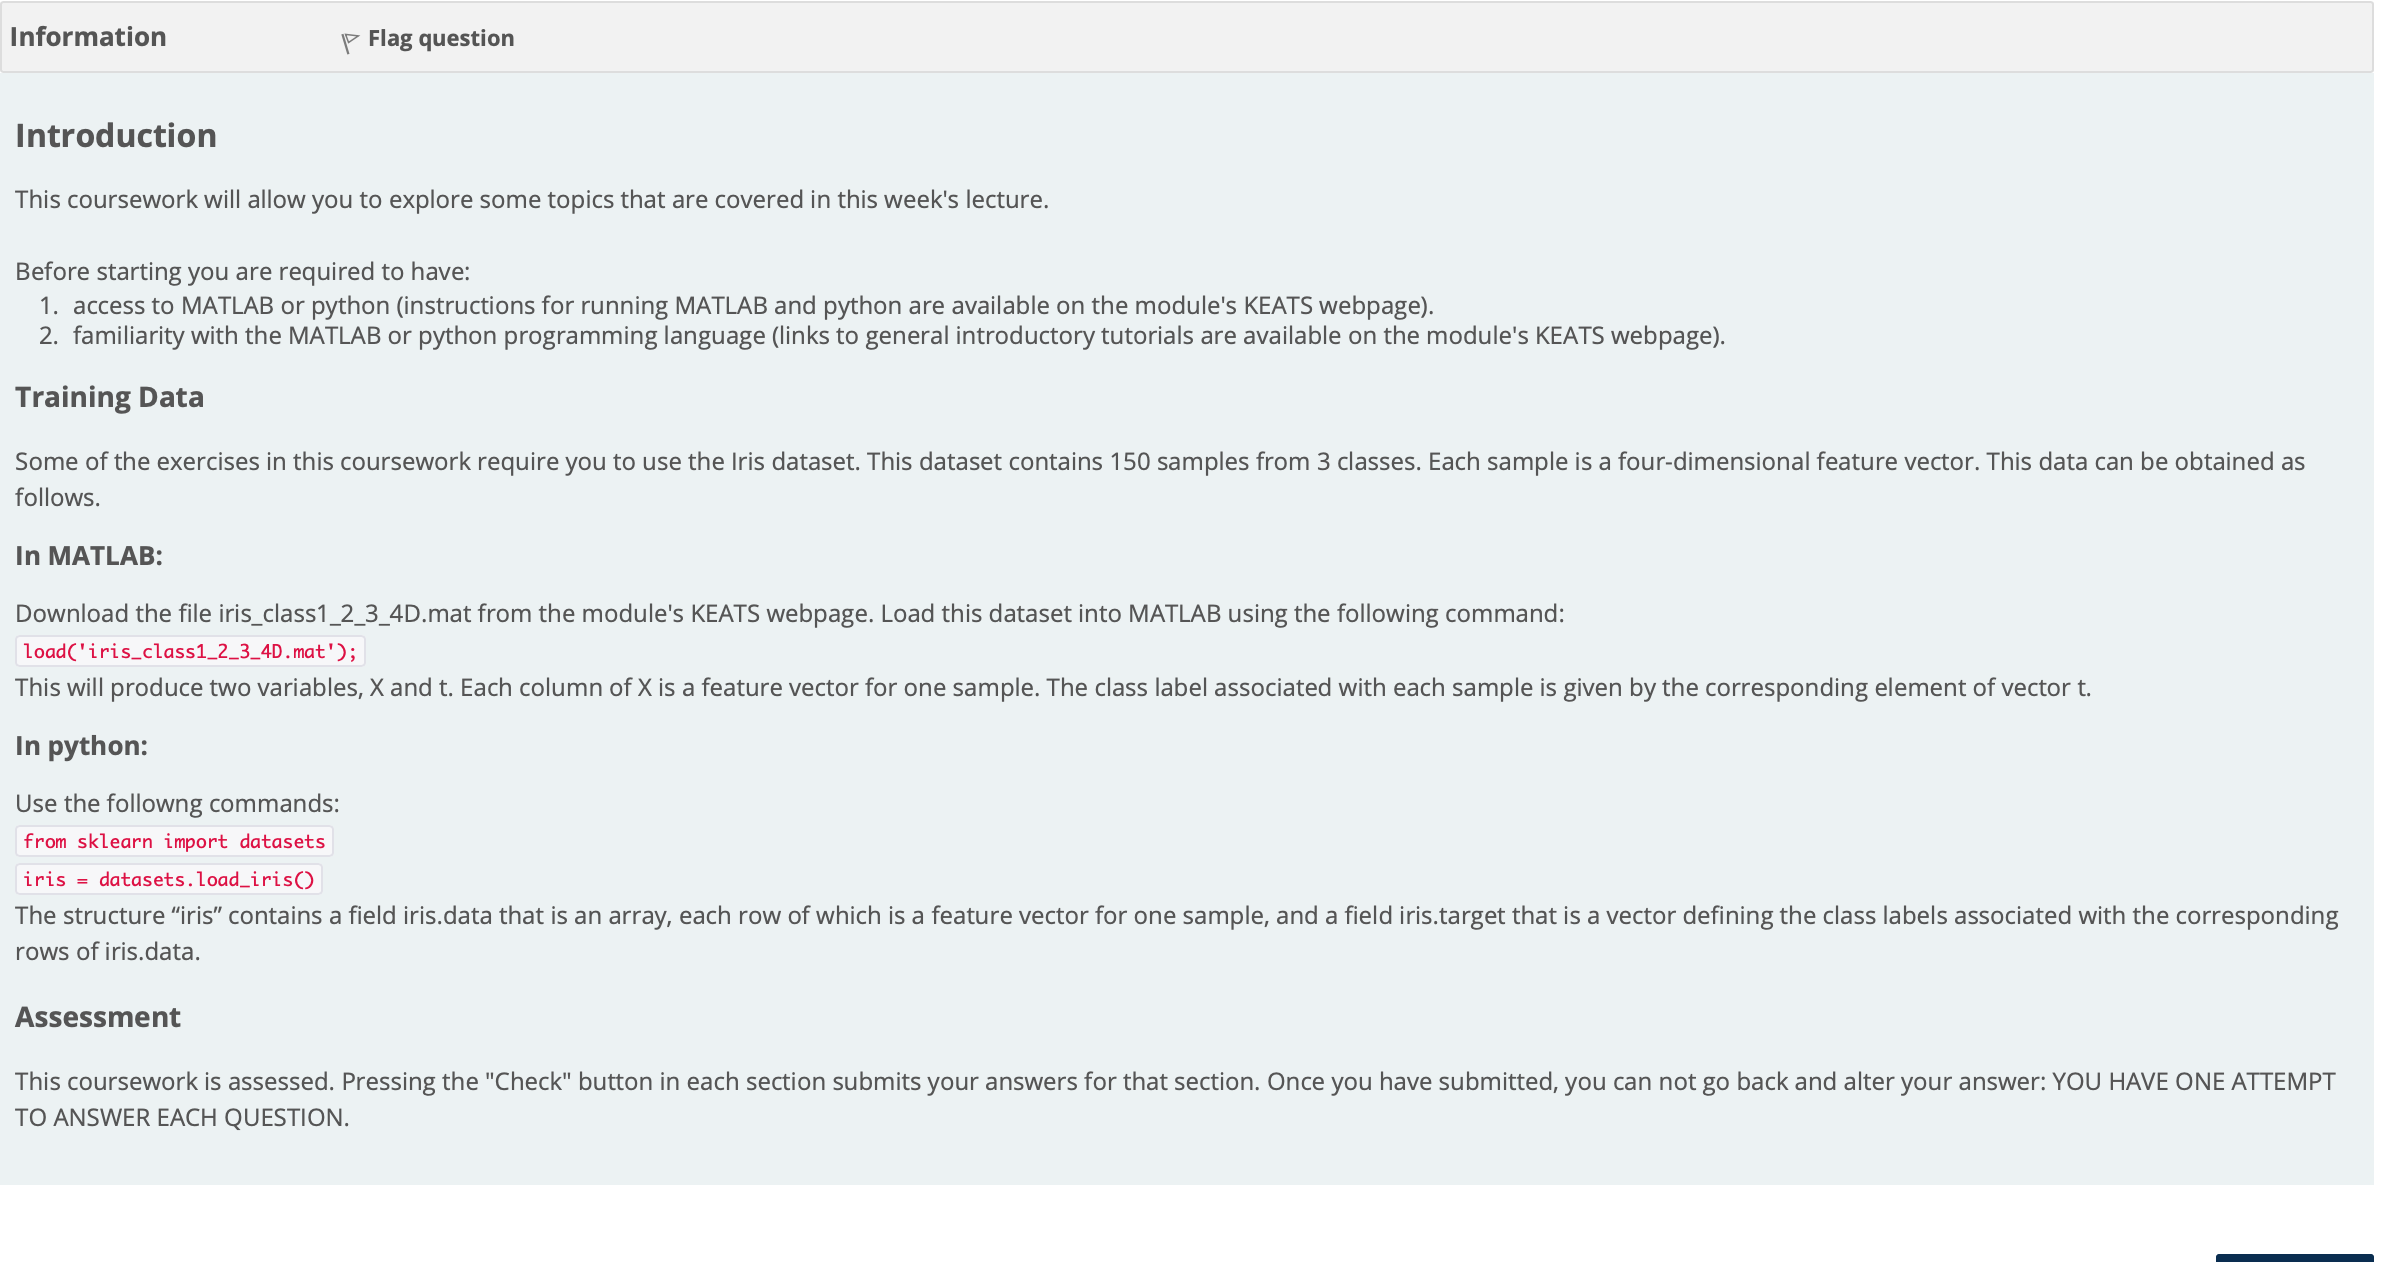 Information
Flag question
Introduction
This coursework will allow you to explore some topics that are covered in this week's lecture.
Before starting you are required to have:
1. access to MATLAB or python (instructions for running MATLAB and python are available on the module's KEATS webpage).
2. familiarity with the MATLAB or python programming language (links to general introductory tutorials are available on the module's KEATS webpage).
Training Data
Some of the exercises in this coursework require you to use the Iris dataset. This dataset contains 150 samples from 3 classes. Each sample is a four-dimensional feature vector. This data can be obtained as
follows.
In MATLAB:
Download the file iris_class1_2_3_4D.mat from the module's KEATS webpage. Load this dataset into MATLAB using the following command:
load('iris_class1_2_3_4D.mat');
This will produce two variables, X and t. Each column of X is a feature vector for one sample. The class label associated with each sample is given by the corresponding element of vector t.
In python:
Use the followng commands:
from sklearn import datasets
iris = datasets.load_iris()
The structure “iris” contains a field iris.data that is an array, each row of which is a feature vector for one sample, and a field iris.target that is a vector defining the class labels associated with the corresponding
rows of iris.data.
Assessment
This coursework is assessed. Pressing the "Check" button in each section submits your answers for that section. Once you have submitted, you can not go back and alter your answer: YOU HAVE ONE ATTEMPT
TO ANSWER EACH QUESTION.